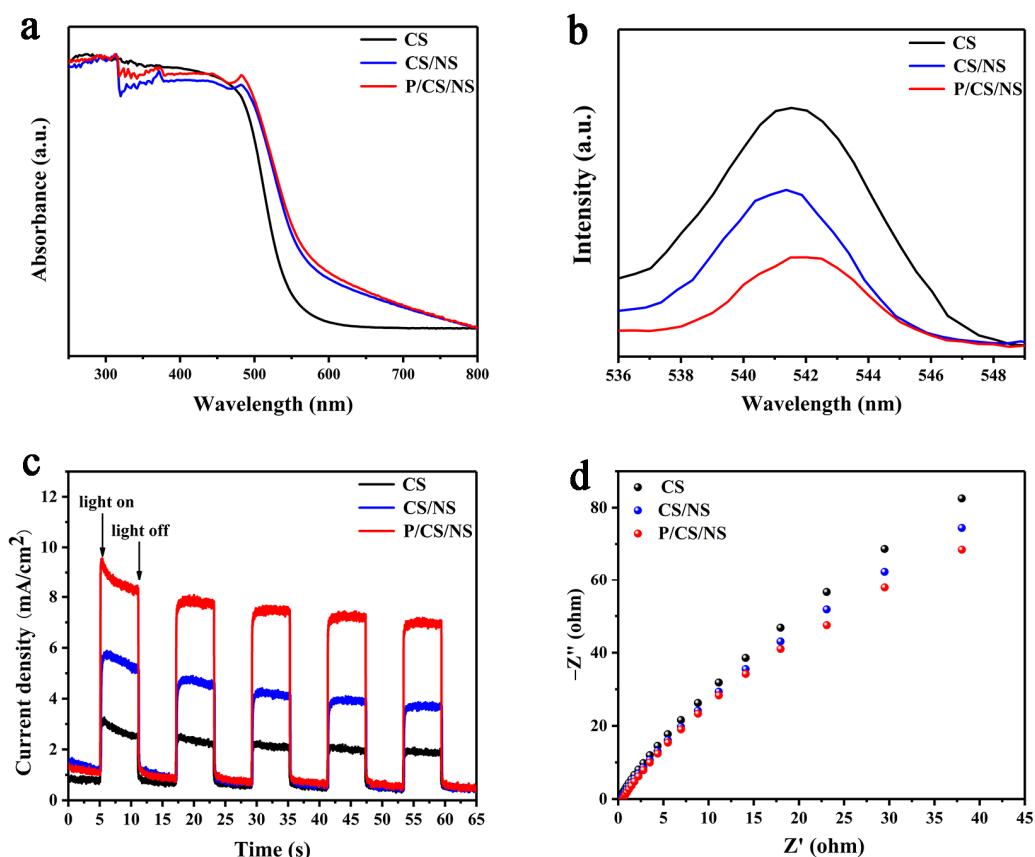 a
CS
CS/NS
P/CS/NS
Absorbance (a.u.)
300 400 500 600 700 800
Wavelength (nm)
b
CS
CS/NS
P/CS/NS
Intensity (a.u.)
536 538 540 542 544 546 548
Wavelength (nm)
c
CS
CS/NS
P/CS/NS
light on
light off
Current density (mA/cm²)
12
10
8
6
4
2
0
0 5 10 15 20 25 30 35 40 45 50 55 60 65
Time (s)
d
CS
CS/NS
P/CS/NS
−Z'' (ohm)
-80
60
40
20
0
0 5 10 15 20 25 30 35 40 45
Z' (ohm)